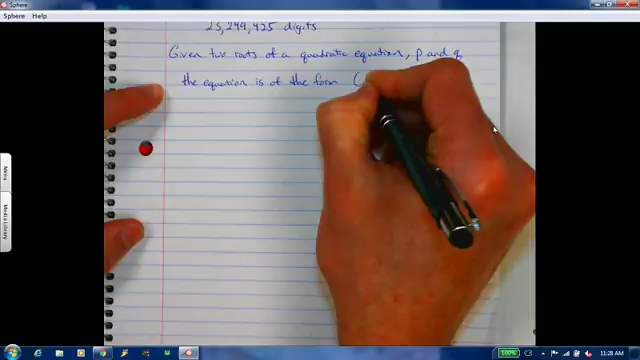 Sphere
Sphere Help
23,249,425 digits
Given two roots of a quadratic equation, p and q,
the equation is of the form (
Menu
Media Library
100%
11:28 AM